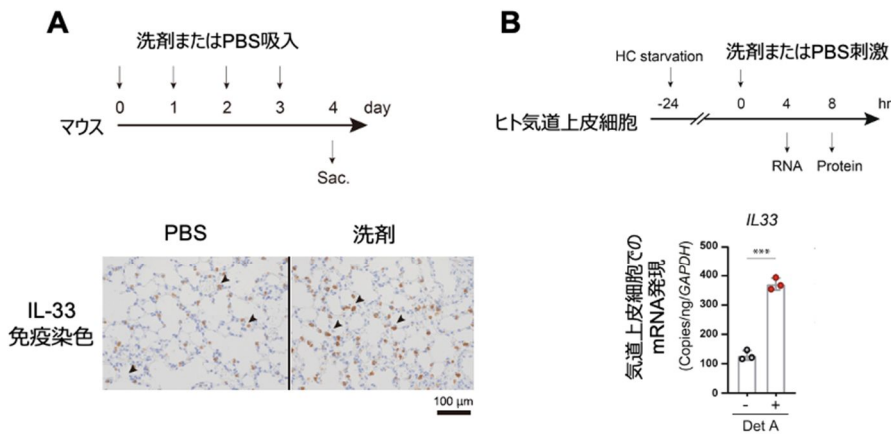 A
洗剤またはPBS吸入
0 1 2 3 4 day
マウス
Sac.
PBS 洗剤
IL-33
免疫染色
100 μm
B
HC starvation
洗剤またはPBS刺激
-24 0 4 8 hr
ヒト気道上皮細胞
RNA Protein
IL33
気道上皮細胞での
mRNA発現
(Copies/ng/GAPDH)
500
400
300
200
100
0
***
- +
Det A